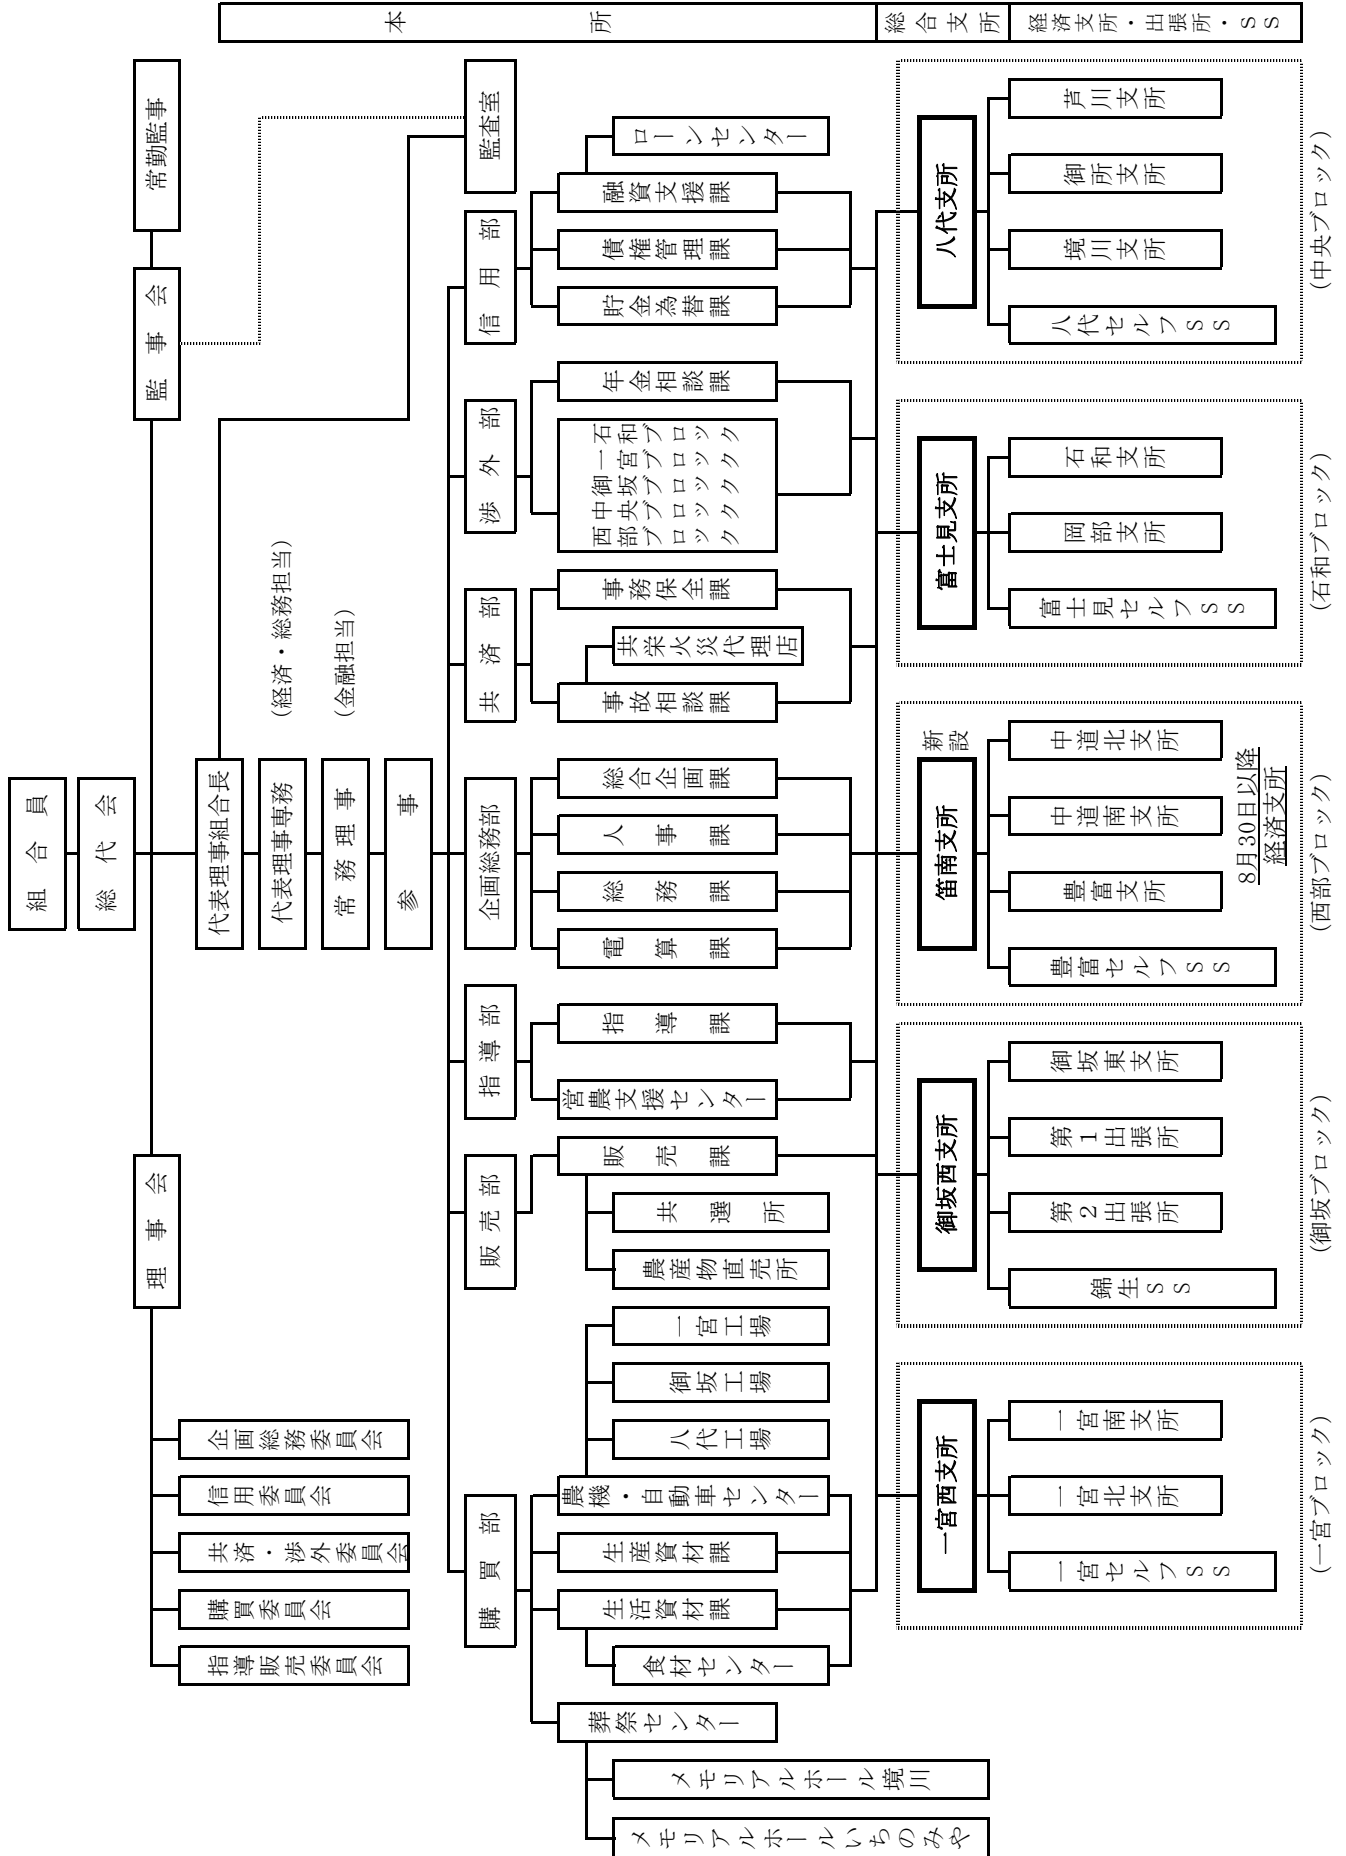 本所
総合支所
経済支所・出張所・ＳＳ
組合員
総代会
理事会
監事会
常勤監事
代表理事組合長
代表理事専務
(経済・総務担当)
常務理事
(金融担当)
参事
監査室
指導販売委員会
購買委員会
共済・渉外委員会
信用委員会
企画総務委員会
購買部
販売部
指導部
企画総務部
共済部
渉外部
信用部
メモリアルホールいちのみや
メモリアルホール境川
葬祭センター
食材センター
生活資材課
生産資材課
農機・自動車センター
八代工場
御坂工場
一宮工場
農産物直売所
共選所
販売課
営農支援センター
指導課
電算課
総務課
人事課
総合企画課
事故相談課
共栄火災代理店
事務保全課
西部ブロック
中央ブロック
御坂ブロック
一宮ブロック
石和ブロック
年金相談課
貯金為替課
債権管理課
融資支援課
ローンセンター
一宮西支所
一宮セルフＳＳ
一宮北支所
一宮南支所
(一宮ブロック)
御坂西支所
錦生ＳＳ
第２出張所
第１出張所
御坂東支所
(御坂ブロック)
笛南支所
新設
豊富セルフＳＳ
豊富支所
中道南支所
中道北支所
8月30日以降
経済支所
(西部ブロック)
富士見支所
富士見セルフＳＳ
岡部支所
石和支所
(石和ブロック)
八代支所
八代セルフＳＳ
境川支所
御所支所
芦川支所
(中央ブロック)